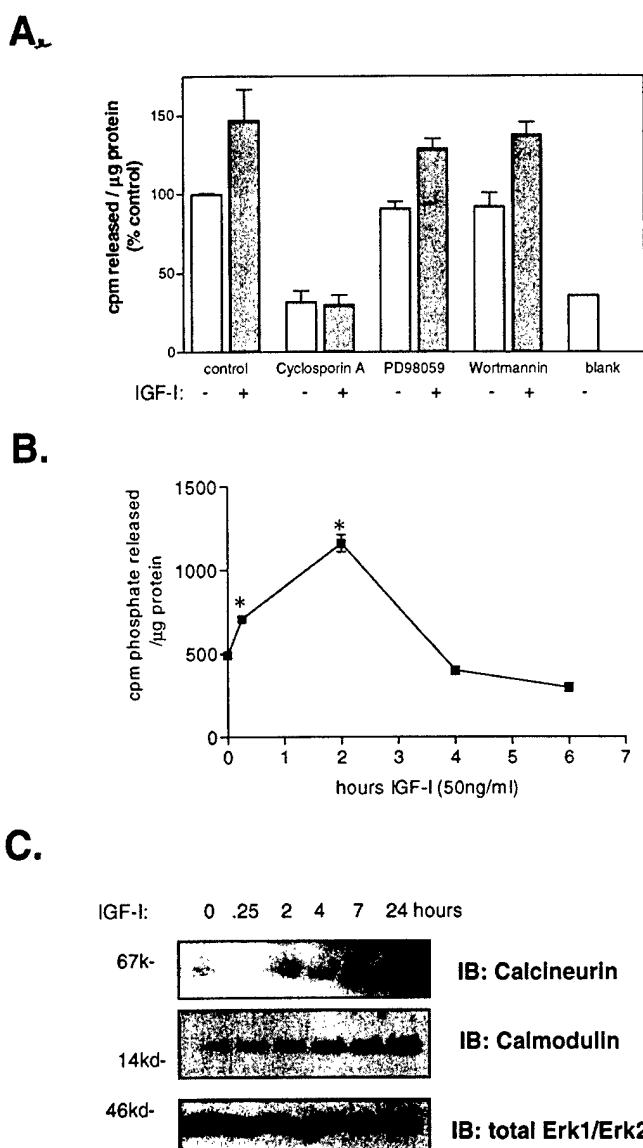 A.
cpm released / µg protein
(% control)
150
100
50
0
control Cyclosporin A PD98059 Wortmannin blank
IGF-I: - + - + - + - + -
B.
cpm phosphate released
/µg protein
1500
1000
500
0
* *
0 1 2 3 4 5 6 7
hours IGF-I (50ng/ml)
C.
IGF-I: 0 .25 2 4 7 24 hours
67k- IB: Calcineurin
14kd- IB: Calmodulin
46kd- IB: total Erk1/Erk2